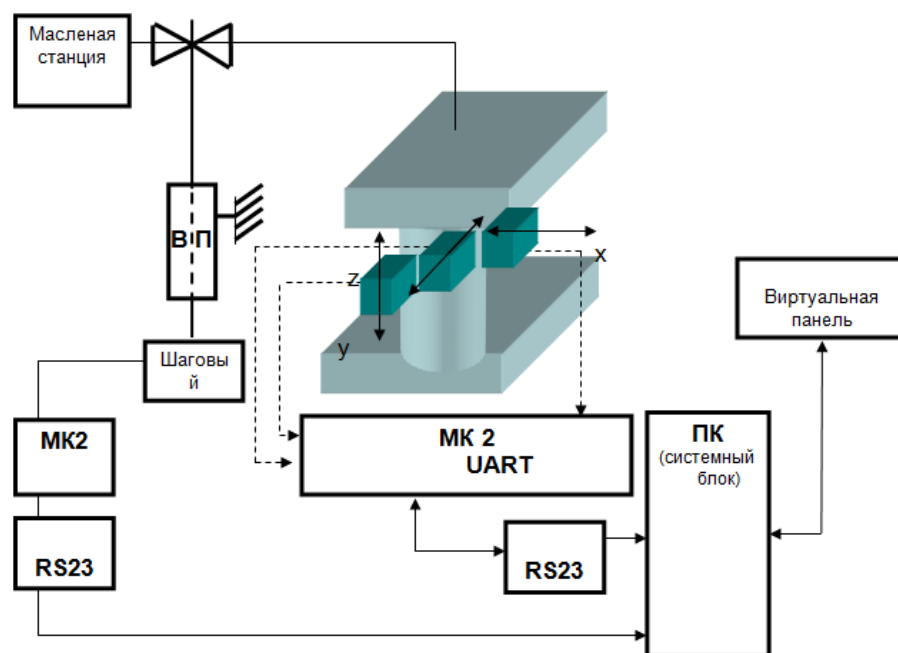 Масленая
станция
В П
Шаговы
й
МК2
RS23
z
x
y
МК 2
UART
RS23
ПК
(системный
блок)
Виртуальная
панель